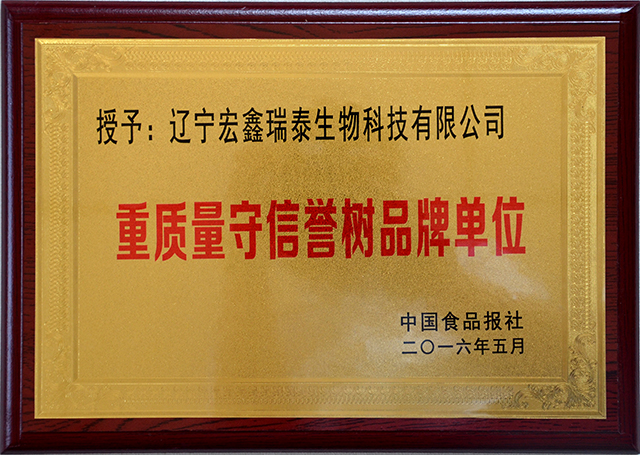 授予：辽宁宏鑫瑞泰生物科技有限公司
重质量守信誉树品牌单位
中国食品报社
二〇一六年五月